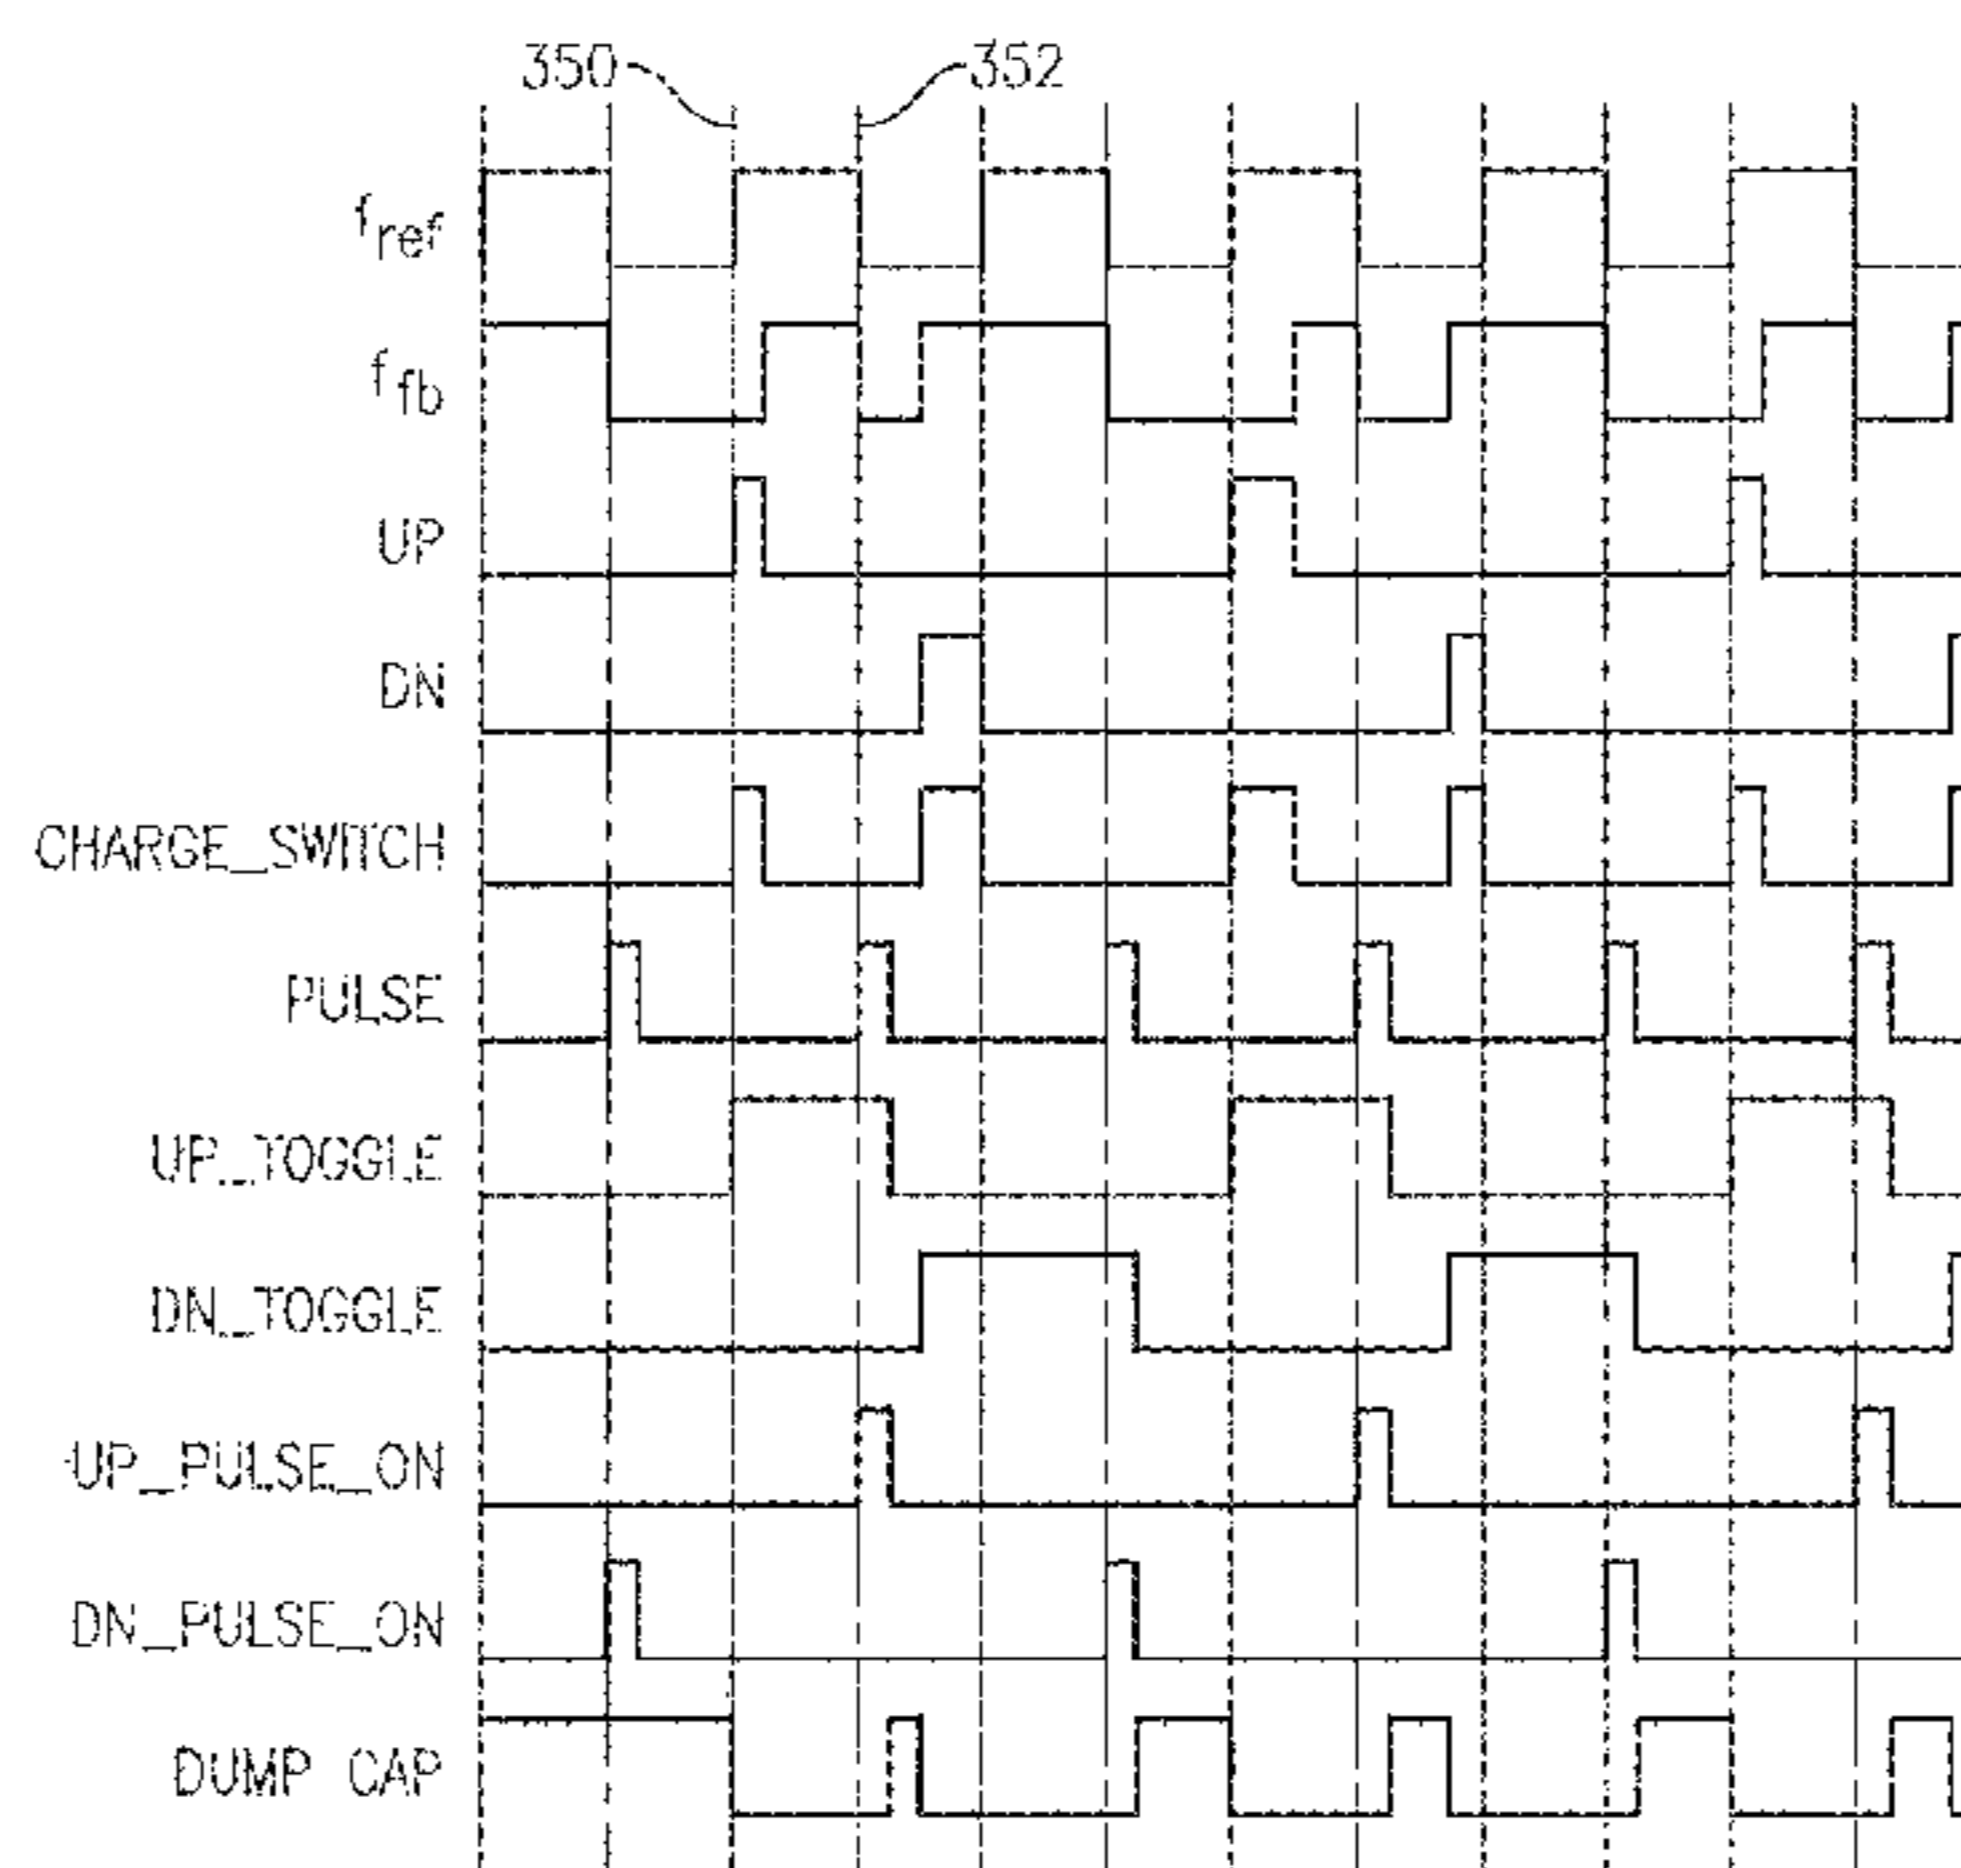 350
352
fref
ffb
UP
DN
CHARGE_SWITCH
PULSE
UP_TOGGLE
DN_TOGGLE
UP_PULSE_ON
DN_PULSE_ON
DUMP CAP